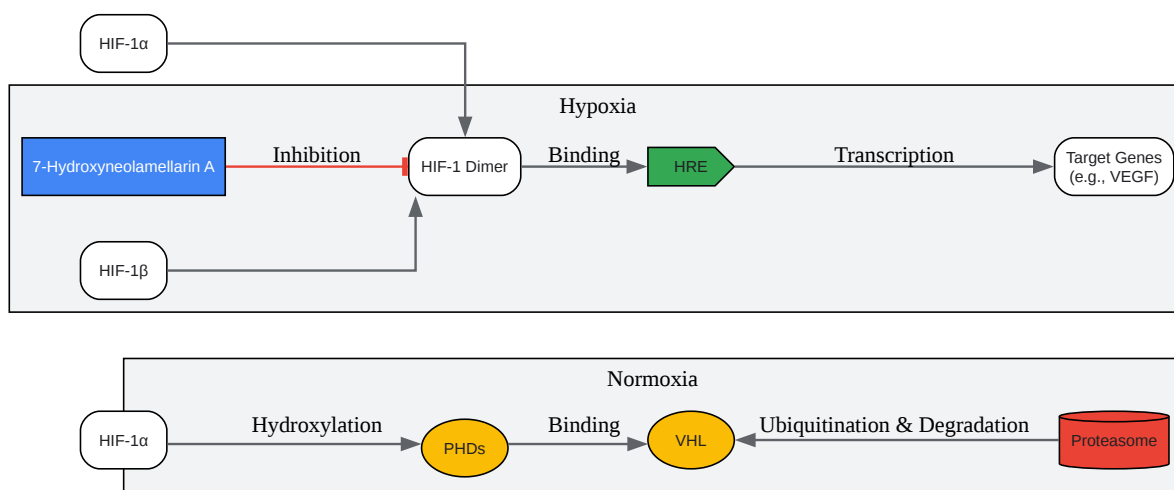 HIF-1α
Hypoxia
7-Hydroxyneolamellarin A
Inhibition
HIF-1 Dimer
Binding
HRE
Transcription
Target Genes
(e.g., VEGF)
HIF-1β
Normoxia
HIF-1α
Hydroxylation
PHDs
Binding
VHL
Ubiquitination & Degradation
Proteasome